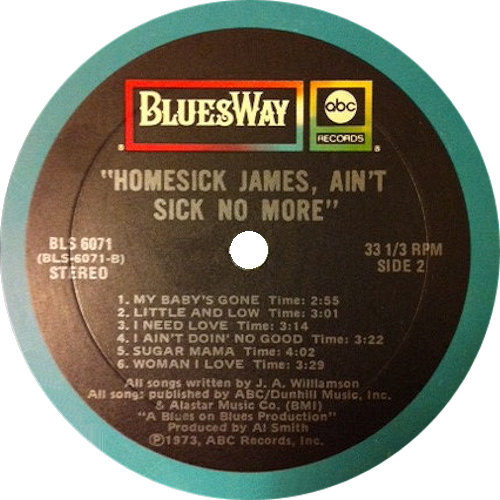 BLUESWAY
abc
RECORDS
"HOMESICK JAMES, AIN'T
SICK NO MORE"
BLS 6071
(BLS-6071-B)
STEREO
33 1/3 RPM
SIDE 2
1. MY BABY'S GONE Time: 2:55
2. LITTLE AND LOW Time: 3:01
3. I NEED LOVE Time: 3:14
4. I AIN'T DOIN' NO GOOD Time: 3:22
5. SUGAR MAMA Time: 4:02
6. WOMAN I LOVE Time: 3:29
All songs written by J. A. Williamson
All song: published by ABC/Dunhill Music, Inc.
& Alastar Music Co. (BMI)
"A Blues on Blues Production"
Produced by Al Smith
Ⓟ1973, ABC Records, Inc.